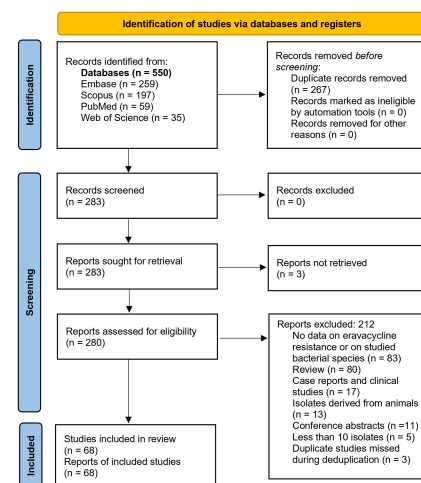 Identification of studies via databases and registers
Identification
Records identified from:
Databases (n = 550)
Embase (n = 259)
Scopus (n = 197)
PubMed (n = 59)
Web of Science (n = 35)
Records removed before
screening:
Duplicate records removed
(n = 267)
Records marked as ineligible
by automation tools (n = 0)
Records removed for other
reasons (n = 0)
Screening
Records screened
(n = 283)
Records excluded
(n = 0)
Reports sought for retrieval
(n = 283)
Reports not retrieved
(n = 3)
Reports assessed for eligibility
(n = 280)
Reports excluded: 212
No data on eravacycline
resistance or on studied
bacterial species (n = 83)
Review (n = 80)
Case reports and clinical
studies (n = 17)
Isolates derived from animals
(n = 13)
Conference abstracts (n =11)
Less than 10 isolates (n = 5)
Duplicate studies missed
during deduplication (n = 3)
Included
Studies included in review
(n = 68)
Reports of included studies
(n = 68)